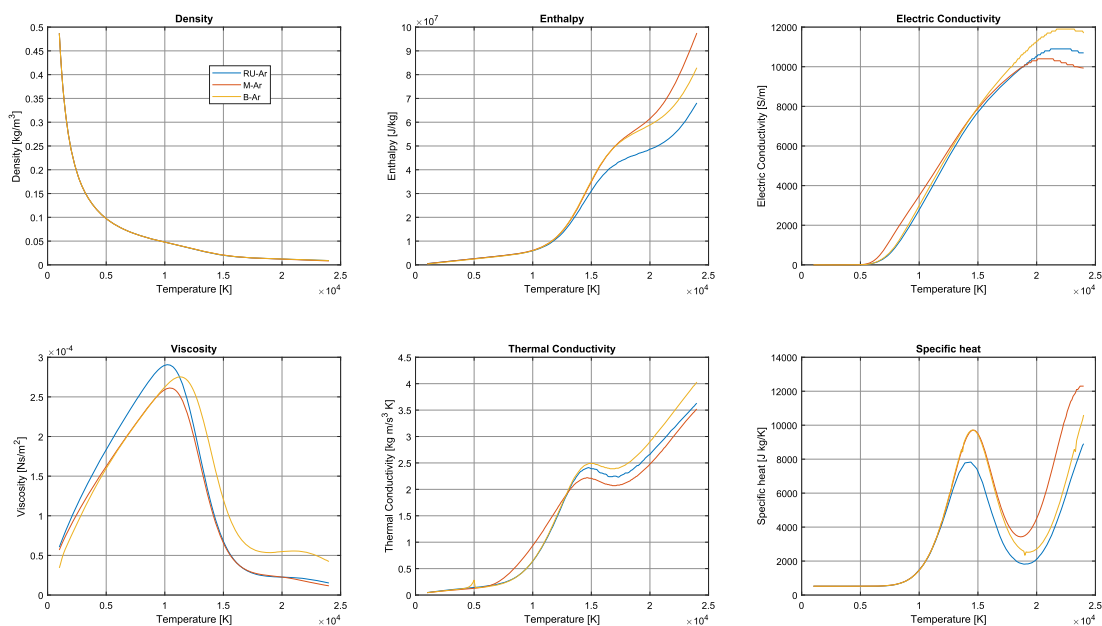 Density
Density [kg/m3]
0.5
0.45
0.4
0.35
0.3
0.25
0.2
0.15
0.1
0.05
0
RU-Ar
M-Ar
B-Ar
0 0.5 1 1.5 2 2.5
Temperature [K]
×104
Enthalpy
×107
Enthalpy [J/kg]
10
9
8
7
6
5
4
3
2
1
0
0 0.5 1 1.5 2 2.5
Temperature [K]
×104
Electric Conductivity
Electric Conductivity [S/m]
12000
10000
8000
6000
4000
2000
0
0 0.5 1 1.5 2 2.5
Temperature [K]
×104
Viscosity
×10-4
Viscosity [Ns/m2]
3
2.5
2
1.5
1
0.5
0
0 0.5 1 1.5 2 2.5
Temperature [K]
×104
Thermal Conductivity
Thermal Conductivity [kg m/s3 K]
4.5
4
3.5
3
2.5
2
1.5
1
0.5
0
0 0.5 1 1.5 2 2.5
Temperature [K]
×104
Specific heat
Specific heat [J kg/K]
14000
12000
10000
8000
6000
4000
2000
0
0 0.5 1 1.5 2 2.5
Temperature [K]
×104